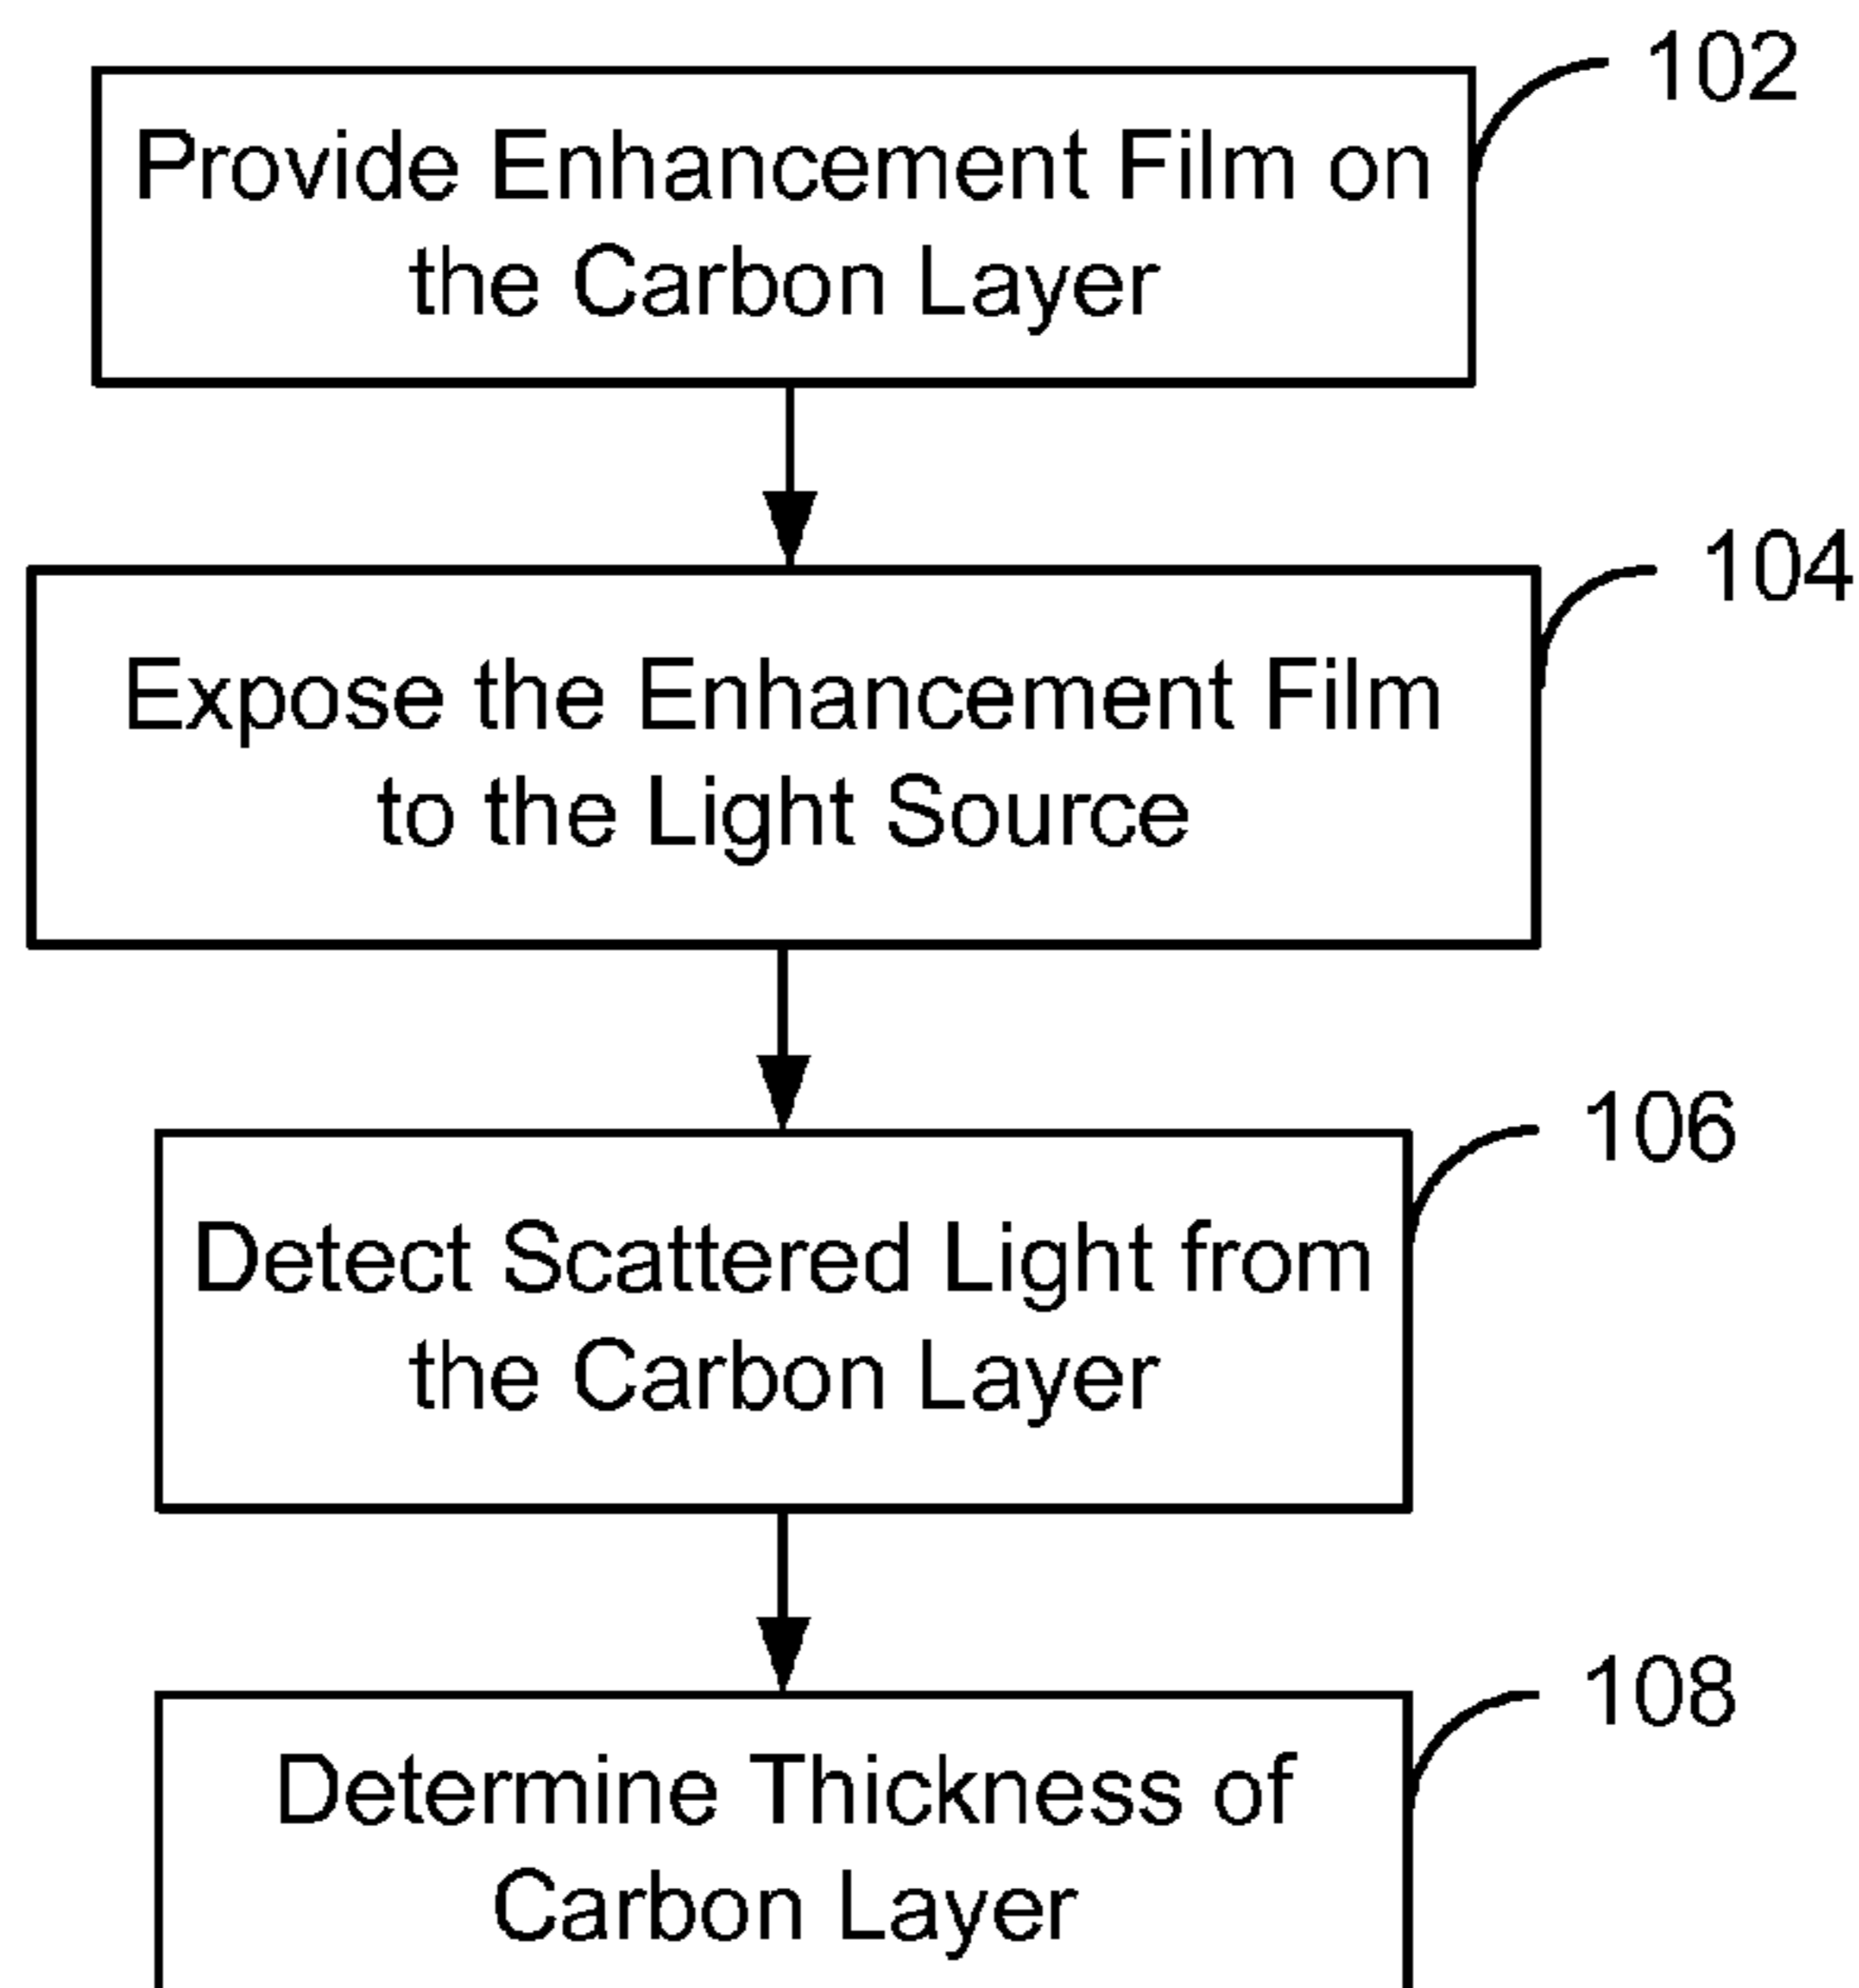 102
Provide Enhancement Film on
the Carbon Layer
104
Expose the Enhancement Film
to the Light Source
106
Detect Scattered Light from
the Carbon Layer
108
Determine Thickness of
Carbon Layer